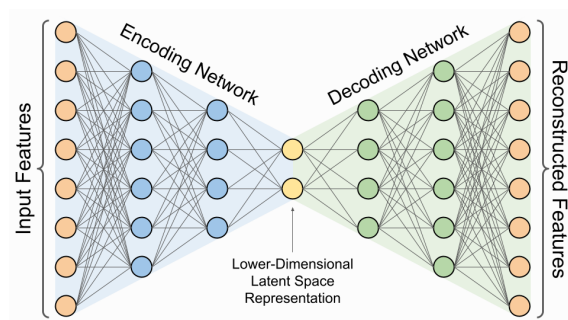 Encoding Network
Decoding Network
Input Features
Reconstructed Features
Lower-Dimensional
Latent Space
Representation